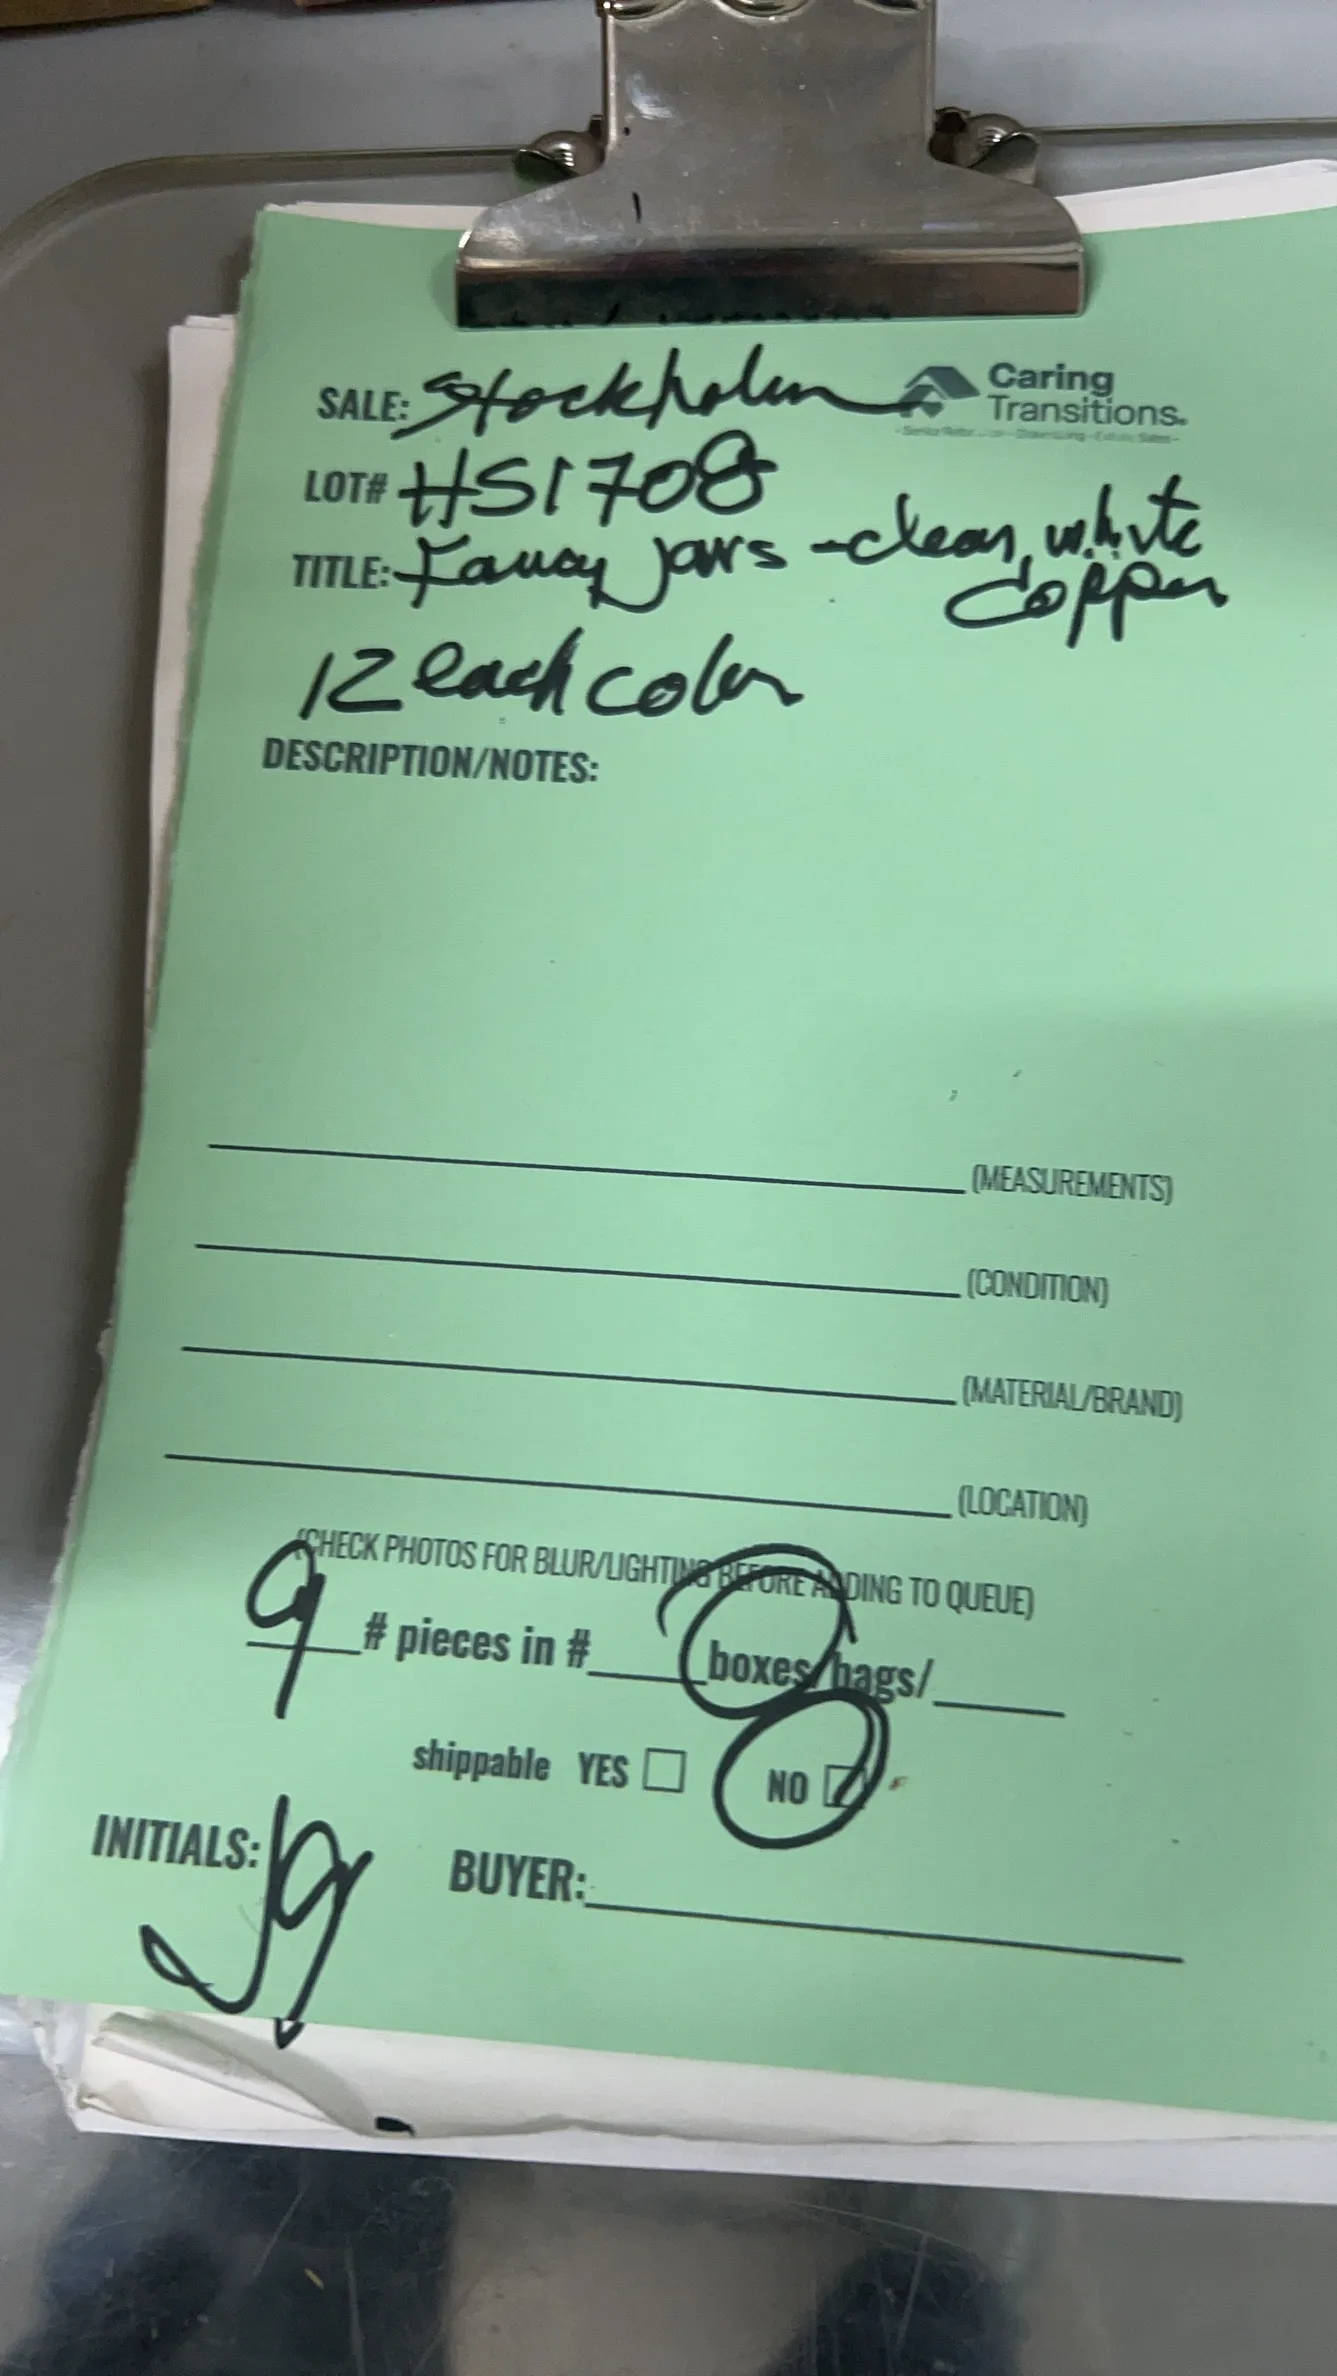 SALE: Stockholm
Caring
Transitions.
LOT# HS1708
TITLE: Fancy Jars - clear, white
copper
12 each color
DESCRIPTION/NOTES:
(MEASUREMENTS)
(CONDITION)
(MATERIAL/BRAND)
(LOCATION)
(CHECK PHOTOS FOR BLUR/LIGHTING BEFORE ADDING TO QUEUE)
9 # pieces in # boxes/bags/
shippable YES NO
INITIALS: Jg BUYER: